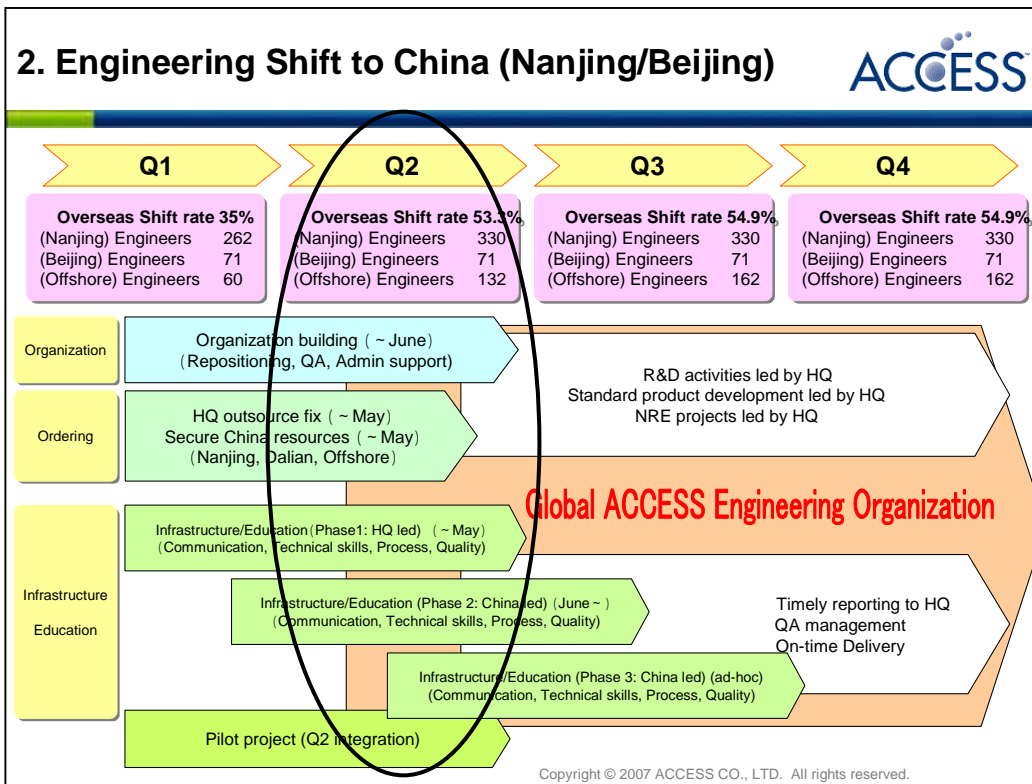 2. Engineering Shift to China (Nanjing/Beijing)
ACCESS™
Q1
Q2
Q3
Q4
Overseas Shift rate 35%
(Nanjing) Engineers 262
(Beijing) Engineers 71
(Offshore) Engineers 60
Overseas Shift rate 53.3%
(Nanjing) Engineers 330
(Beijing) Engineers 71
(Offshore) Engineers 132
Overseas Shift rate 54.9%
(Nanjing) Engineers 330
(Beijing) Engineers 71
(Offshore) Engineers 162
Overseas Shift rate 54.9%
(Nanjing) Engineers 330
(Beijing) Engineers 71
(Offshore) Engineers 162
Organization
Organization building (~June)
(Repositioning, QA, Admin support)
R&D activities led by HQ
Standard product development led by HQ
NRE projects led by HQ
Ordering
HQ outsource fix (~May)
Secure China resources (~May)
(Nanjing, Dalian, Offshore)
Global ACCESS Engineering Organization
Infrastructure
Education
Infrastructure/Education(Phase1: HQ led) (~May)
(Communication, Technical skills, Process, Quality)
Infrastructure/Education (Phase 2: China led) (June~)
(Communication, Technical skills, Process, Quality)
Timely reporting to HQ
QA management
On-time Delivery
Infrastructure/Education (Phase 3: China led) (ad-hoc)
(Communication, Technical skills, Process, Quality)
Pilot project (Q2 integration)
Copyright © 2007 ACCESS CO., LTD. All rights reserved.